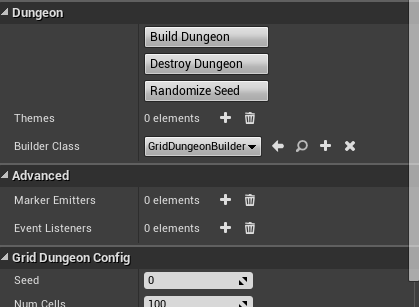 Dungeon
Build Dungeon
Destroy Dungeon
Randomize Seed
Themes 0 elements
Builder Class GridDungeonBuilder
Advanced
Marker Emitters 0 elements
Event Listeners 0 elements
Grid Dungeon Config
Seed 0
Num Cells 100